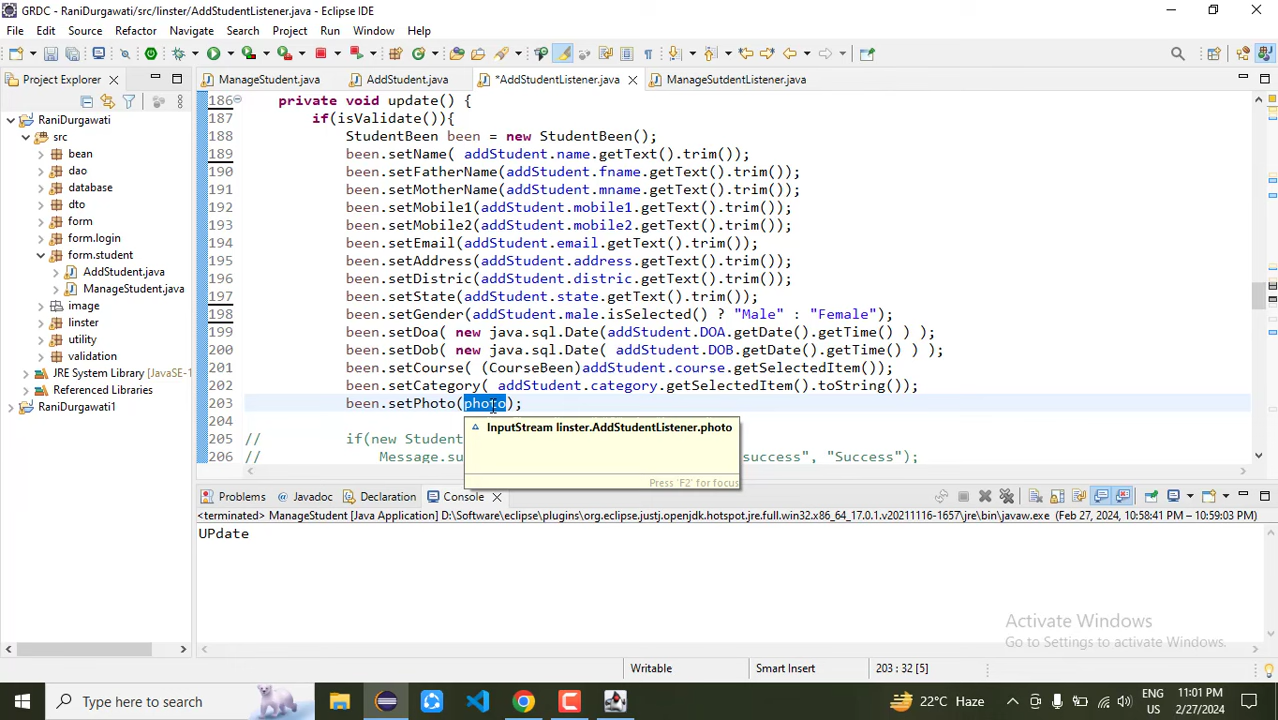 GRDC - RaniDurgawati/src/linster/AddStudentListener.java - Eclipse IDE
File Edit Source Refactor Navigate Search Project Run Window Help
Project Explorer
ManageStudent.java
AddStudent.java
*AddStudentListener.java
ManageSutdentListener.java
RaniDurgawati
src
bean
dao
database
dto
form
form.login
form.student
AddStudent.java
ManageStudent.java
image
linster
utility
validation
JRE System Library [JavaSE-1
Referenced Libraries
RaniDurgawati1
186 private void update() {
187 if(isValidate()){
188 StudentBeen been = new StudentBeen();
189 been.setName( addStudent.name.getText().trim());
190 been.setFatherName(addStudent.fname.getText().trim());
191 been.setMotherName(addStudent.mname.getText().trim());
192 been.setMobile1(addStudent.mobile1.getText().trim());
193 been.setMobile2(addStudent.mobile2.getText().trim());
194 been.setEmail(addStudent.email.getText().trim());
195 been.setAddress(addStudent.address.getText().trim());
196 been.setDistric(addStudent.distric.getText().trim());
197 been.setState(addStudent.state.getText().trim());
198 been.setGender(addStudent.male.isSelected() ? "Male" : "Female");
199 been.setDoa( new java.sql.Date(addStudent.DOA.getDate().getTime() ) );
200 been.setDob( new java.sql.Date( addStudent.DOB.getDate().getTime() ) );
201 been.setCourse( (CourseBeen)addStudent.course.getSelectedItem());
202 been.setCategory( addStudent.category.getSelectedItem().toString());
203 been.setPhoto(photo);
204
205 // if(new Student
206 // Message.su success", "Success");
InputStream linster.AddStudentListener.photo
Press 'F2' for focus
Problems Javadoc Declaration Console
<terminated> ManageStudent [Java Application] D:\Software\eclipse\plugins\org.eclipse.justj.openjdk.hotspot.jre.full.win32.x86_64_17.0.1.v20211116-1657\jre\bin\javaw.exe (Feb 27, 2024, 10:58:41 PM – 10:59:03 PM)
UPdate
Activate Windows
Go to Settings to activate Windows.
Writable Smart Insert 203 : 32 [5]
Type here to search
22°C Haze
ENG
US
11:01 PM
2/27/2024